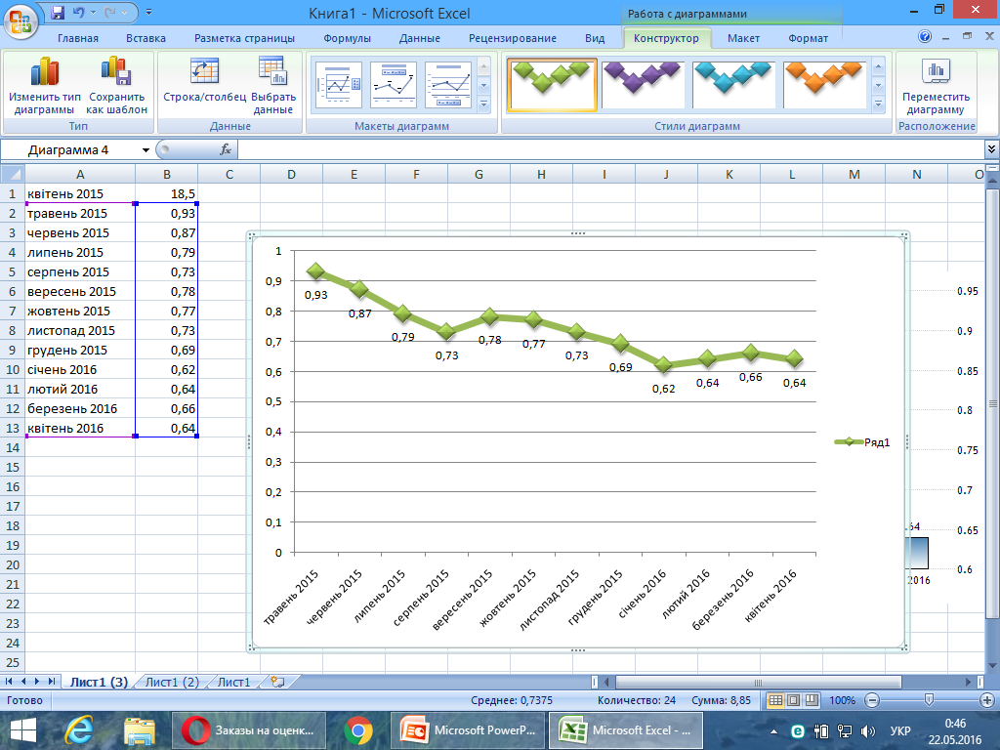 Книга1 - Microsoft Excel
Работа с диаграммами
Главная Вставка Разметка страницы Формулы Данные Рецензирование Вид Конструктор Макет Формат
Изменить тип диаграммы
Сохранить как шаблон
Строка/столбец
Выбрать данные
Переместить диаграмму
Тип Данные Макеты диаграмм Стили диаграмм Расположение
Диаграмма 4 fx
A B C D E F G H I J K L M N O
1 квітень 2015 18,5
2 травень 2015 0,93
3 червень 2015 0,87
4 липень 2015 0,79
5 серпень 2015 0,73
6 вересень 2015 0,78
7 жовтень 2015 0,77
8 листопад 2015 0,73
9 грудень 2015 0,69
10 січень 2016 0,62
11 лютий 2016 0,64
12 березень 2016 0,66
13 квітень 2016 0,64
14
15
16
17
18
19
20
21
22
23
24
25
1
0,9
0,8
0,7
0,6
0,5
0,4
0,3
0,2
0,1
0
0,93 0,87 0,79 0,73 0,78 0,77 0,73 0,69 0,62 0,64 0,66 0,64
травень 2015
червень 2015
липень 2015
серпень 2015
вересень 2015
жовтень 2015
листопад 2015
грудень 2015
січень 2016
лютий 2016
березень 2016
квітень 2016
Ряд1
0.95
0.9
0.85
0.8
0.75
0.7
0.65
0.6
.64
2016
Лист1 (3) Лист1 (2) Лист1
Готово Среднее: 0,7375 Количество: 24 Сумма: 8,85 100%
Заказы на оценк...
Microsoft PowerP...
Microsoft Excel - ...
УКР
0:46
22.05.2016